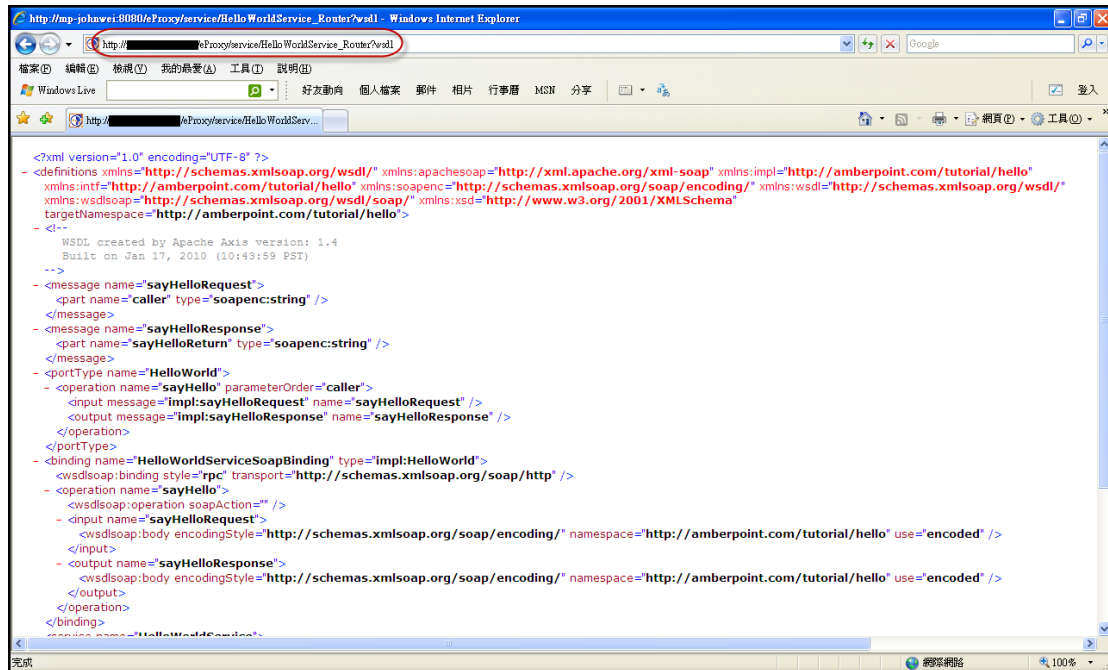 http://mp-johnwei:8080/eProxy/service/HelloWorldService_Router?wsdl - Windows Internet Explorer
http:// /eProxy/service/HelloWorldService_Router?wsdl
Google
檔案(F) 編輯(E) 檢視(V) 我的最愛(A) 工具(T) 說明(H)
Windows Live 好友動向 個人檔案 郵件 相片 行事曆 MSN 分享 登入
http:// /eProxy/service/HelloWorldServ... 網頁(P) 工具(O)
<?xml version="1.0" encoding="UTF-8" ?>
- <definitions xmlns="http://schemas.xmlsoap.org/wsdl/" xmlns:apachesoap="http://xml.apache.org/xml-soap" xmlns:impl="http://amberpoint.com/tutorial/hello"
xmlns:intf="http://amberpoint.com/tutorial/hello" xmlns:soapenc="http://schemas.xmlsoap.org/soap/encoding/" xmlns:wsdl="http://schemas.xmlsoap.org/wsdl/"
xmlns:wsdlsoap="http://schemas.xmlsoap.org/wsdl/soap/" xmlns:xsd="http://www.w3.org/2001/XMLSchema"
targetNamespace="http://amberpoint.com/tutorial/hello">
- <!--
WSDL created by Apache Axis version: 1.4
Built on Jan 17, 2010 (10:43:59 PST)
-->
- <message name="sayHelloRequest">
<part name="caller" type="soapenc:string" />
</message>
- <message name="sayHelloResponse">
<part name="sayHelloReturn" type="soapenc:string" />
</message>
- <portType name="HelloWorld">
- <operation name="sayHello" parameterOrder="caller">
<input message="impl:sayHelloRequest" name="sayHelloRequest" />
<output message="impl:sayHelloResponse" name="sayHelloResponse" />
</operation>
</portType>
- <binding name="HelloWorldServiceSoapBinding" type="impl:HelloWorld">
<wsdlsoap:binding style="rpc" transport="http://schemas.xmlsoap.org/soap/http" />
- <operation name="sayHello">
<wsdlsoap:operation soapAction="" />
- <input name="sayHelloRequest">
<wsdlsoap:body encodingStyle="http://schemas.xmlsoap.org/soap/encoding/" namespace="http://amberpoint.com/tutorial/hello" use="encoded" />
</input>
- <output name="sayHelloResponse">
<wsdlsoap:body encodingStyle="http://schemas.xmlsoap.org/soap/encoding/" namespace="http://amberpoint.com/tutorial/hello" use="encoded" />
</output>
</operation>
</binding>
<service name="HelloWorldService">
完成 網際網路 100%